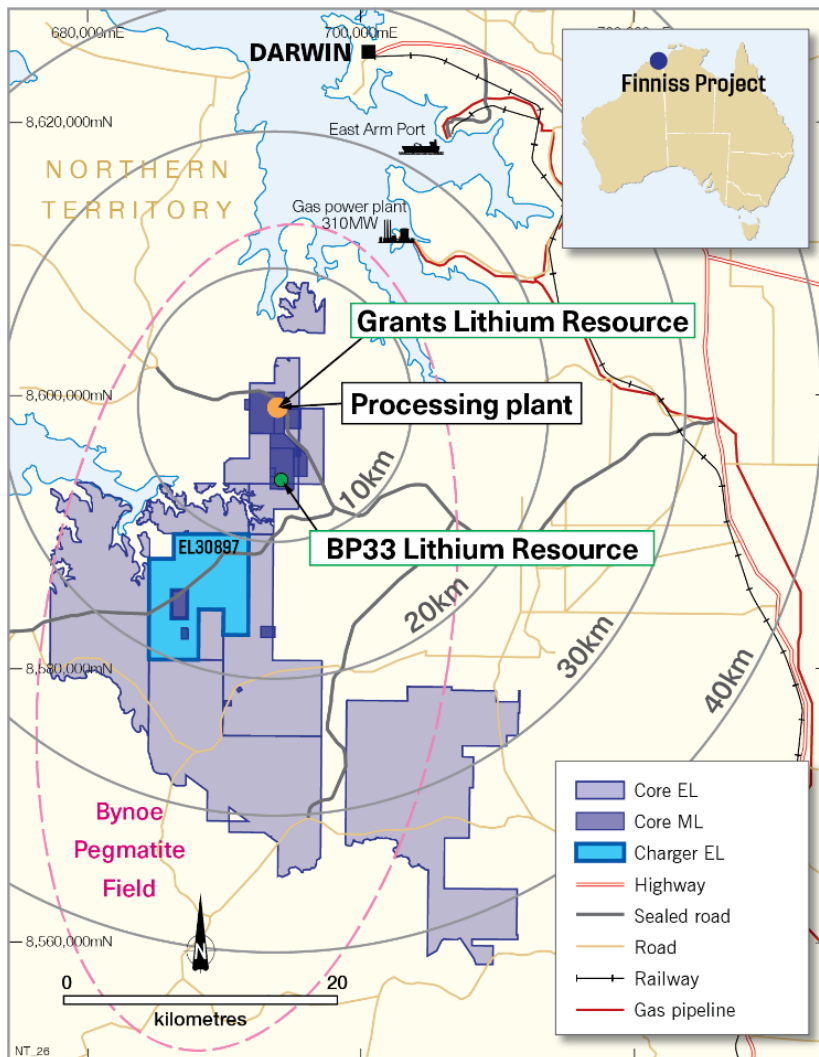 680,000mE
700,000mE
DARWIN
Finniss Project
8,620,000mN
East Arm Port
NORTHERN
TERRITORY
Gas power plant
310MW
Grants Lithium Resource
8,600,000mN
Processing plant
10km
EL30897
BP33 Lithium Resource
20km
30km
40km
8,580,000mN
Core EL
Core ML
Charger EL
Highway
Sealed road
Road
Railway
Gas pipeline
Bynoe
Pegmatite
Field
8,560,000mN
N
0 20
kilometres
NT_26